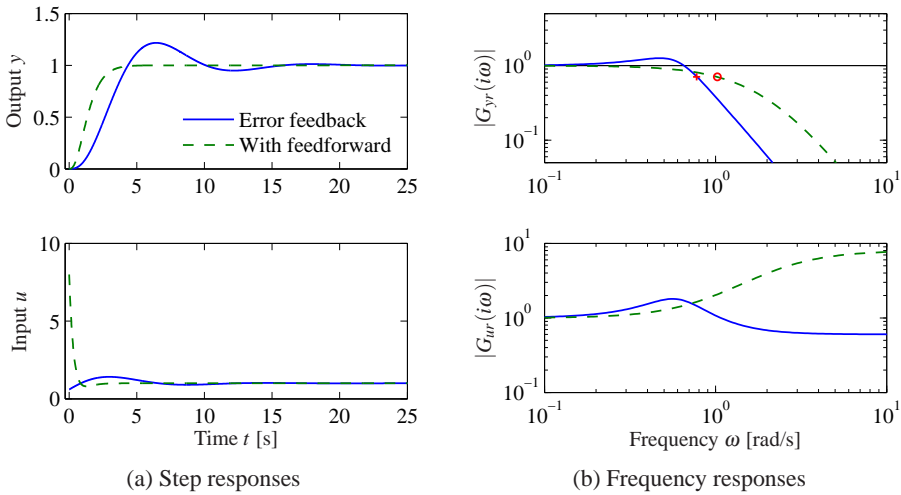 1.5
1
0.5
0
Output y
Error feedback
With feedforward
0 5 10 15 20 25
10
5
0
Input u
0 5 10 15 20 25
Time t [s]
(a) Step responses
10^0
10^−1
|G_yr(iω)|
10^−1 10^0 10^1
10^1
10^0
10^−1
|G_ur(iω)|
10^−1 10^0 10^1
Frequency ω [rad/s]
(b) Frequency responses